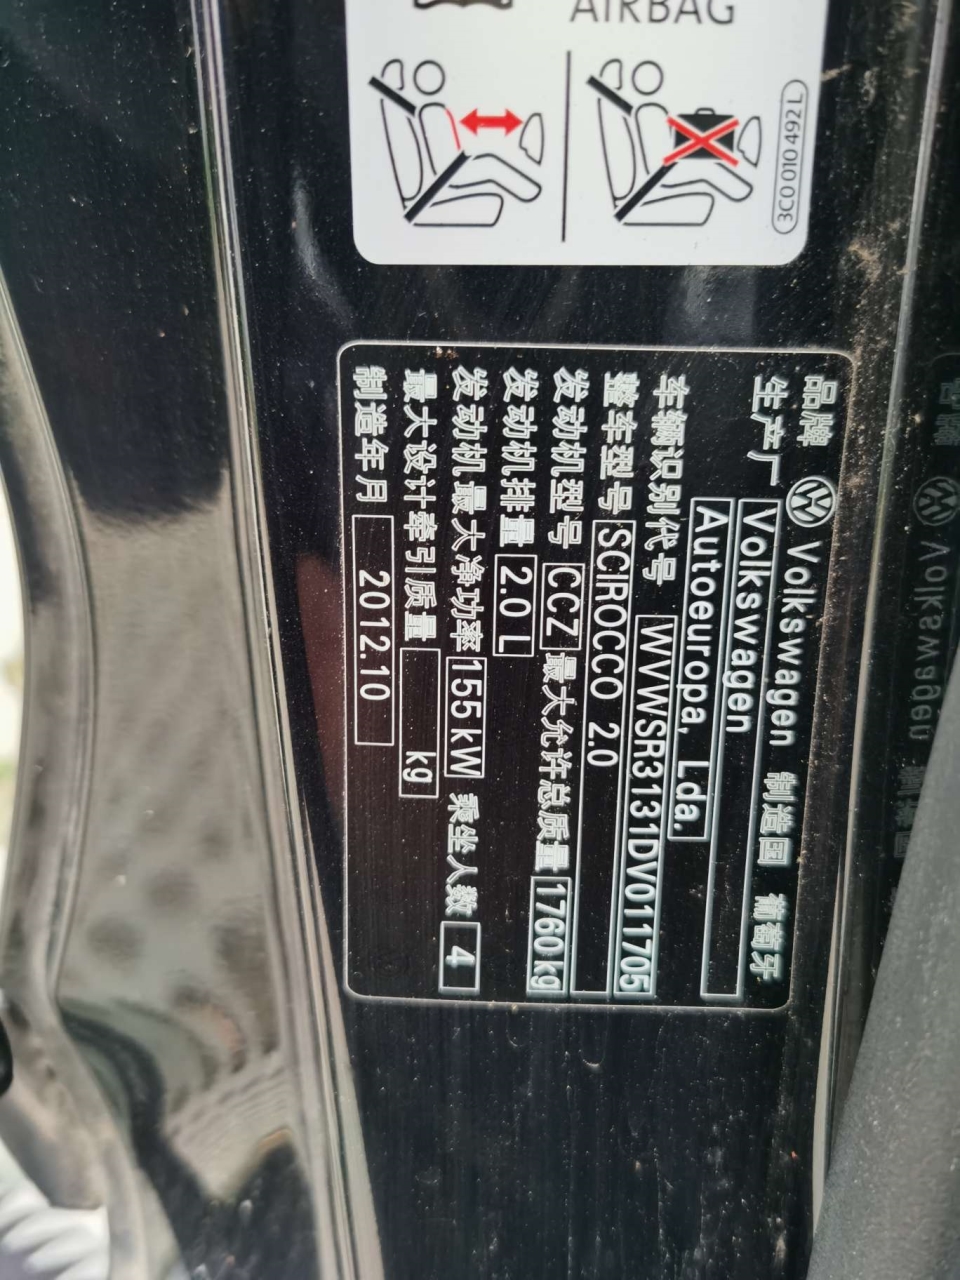 AIRBAG
3C0 010 492 L
品牌 Volkswagen 制造国 葡萄牙
生产厂 Volkswagen
Autoeuropa, Lda.
车辆识别代号 WVWSR3131DV011705
整车型号 SCIROCCO 2.0
发动机型号 CCZ 最大允许总质量 1760 kg
发动机排量 2.0 L
发动机最大净功率 155 kW 乘坐人数 4
最大设计牵引质量 kg
制造年月 2012.10